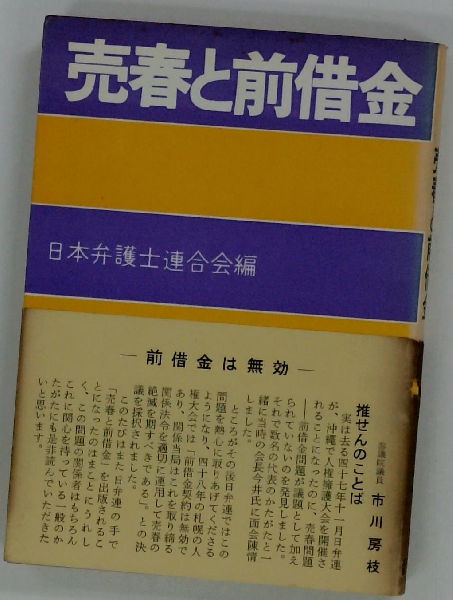 売春と前借金
日本弁護士連合会編
―前借金は無効―
推せんのことば
参議院議員 市川房枝
実は去る四十七年十一月日弁連
が、沖縄で人権擁護大会を開催さ
れることになったのに、売春問題
――前借金問題が議題として加え
られていないのを発見しました。
それで数名の代表のかたがたと一
緒に当時の会長今井氏に面会陳情
しました。
ところがその後日弁連ではこの
問題を熱心に取りあげてくださる
ようになり、四十八年の札幌の人
権大会では「前借金契約は無効で
あり、関係当局はこれを取り締る
関係法令を適切に運用して売春の
絶滅を期すべきである」との決
議を採択されました。
このたびはまた日弁連の手で
「売春と前借金」を出版されるこ
とになったのはまことにうれし
く、この問題の関係者はもちろん
これに関心を持っている一般のか
たがたにも是非読んでいただきた
いと思います。